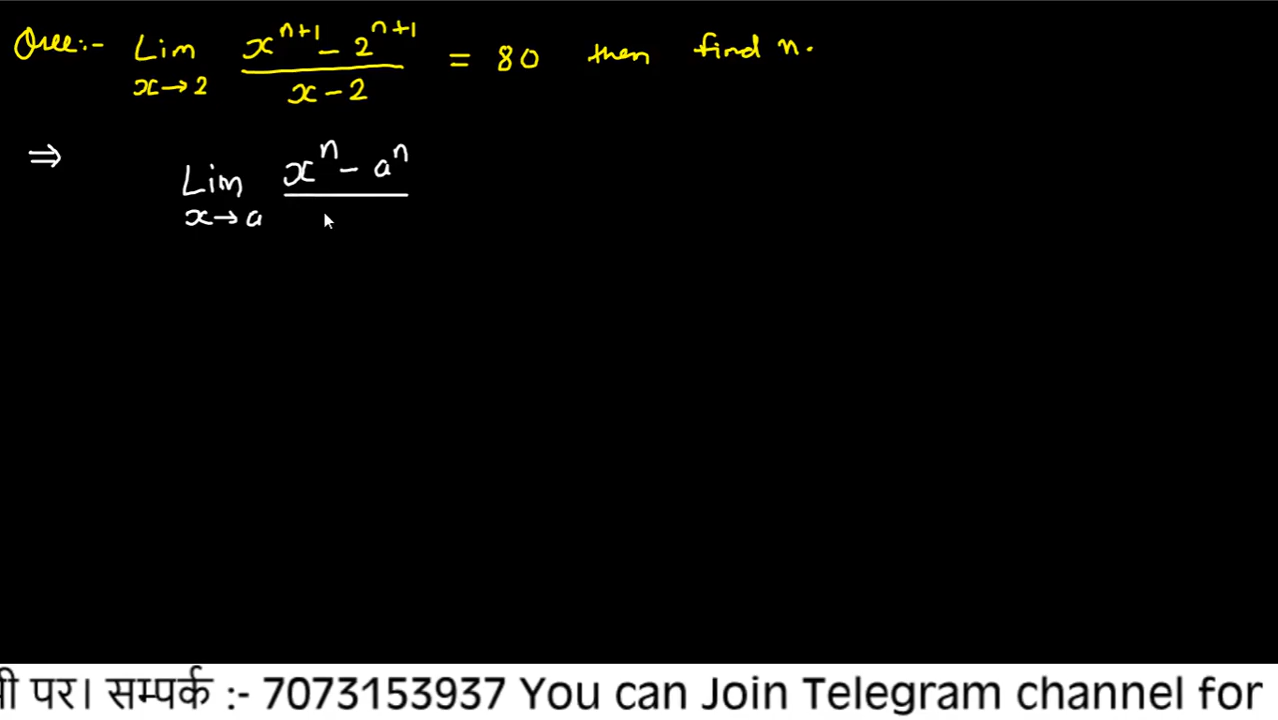 Que:- Lim x→2 x^{n+1} - 2^{n+1} / x - 2 = 80 then find n.
⇒ Lim x→a x^n - a^n
पर। सम्पर्क :- 7073153937 You can Join Telegram channel for